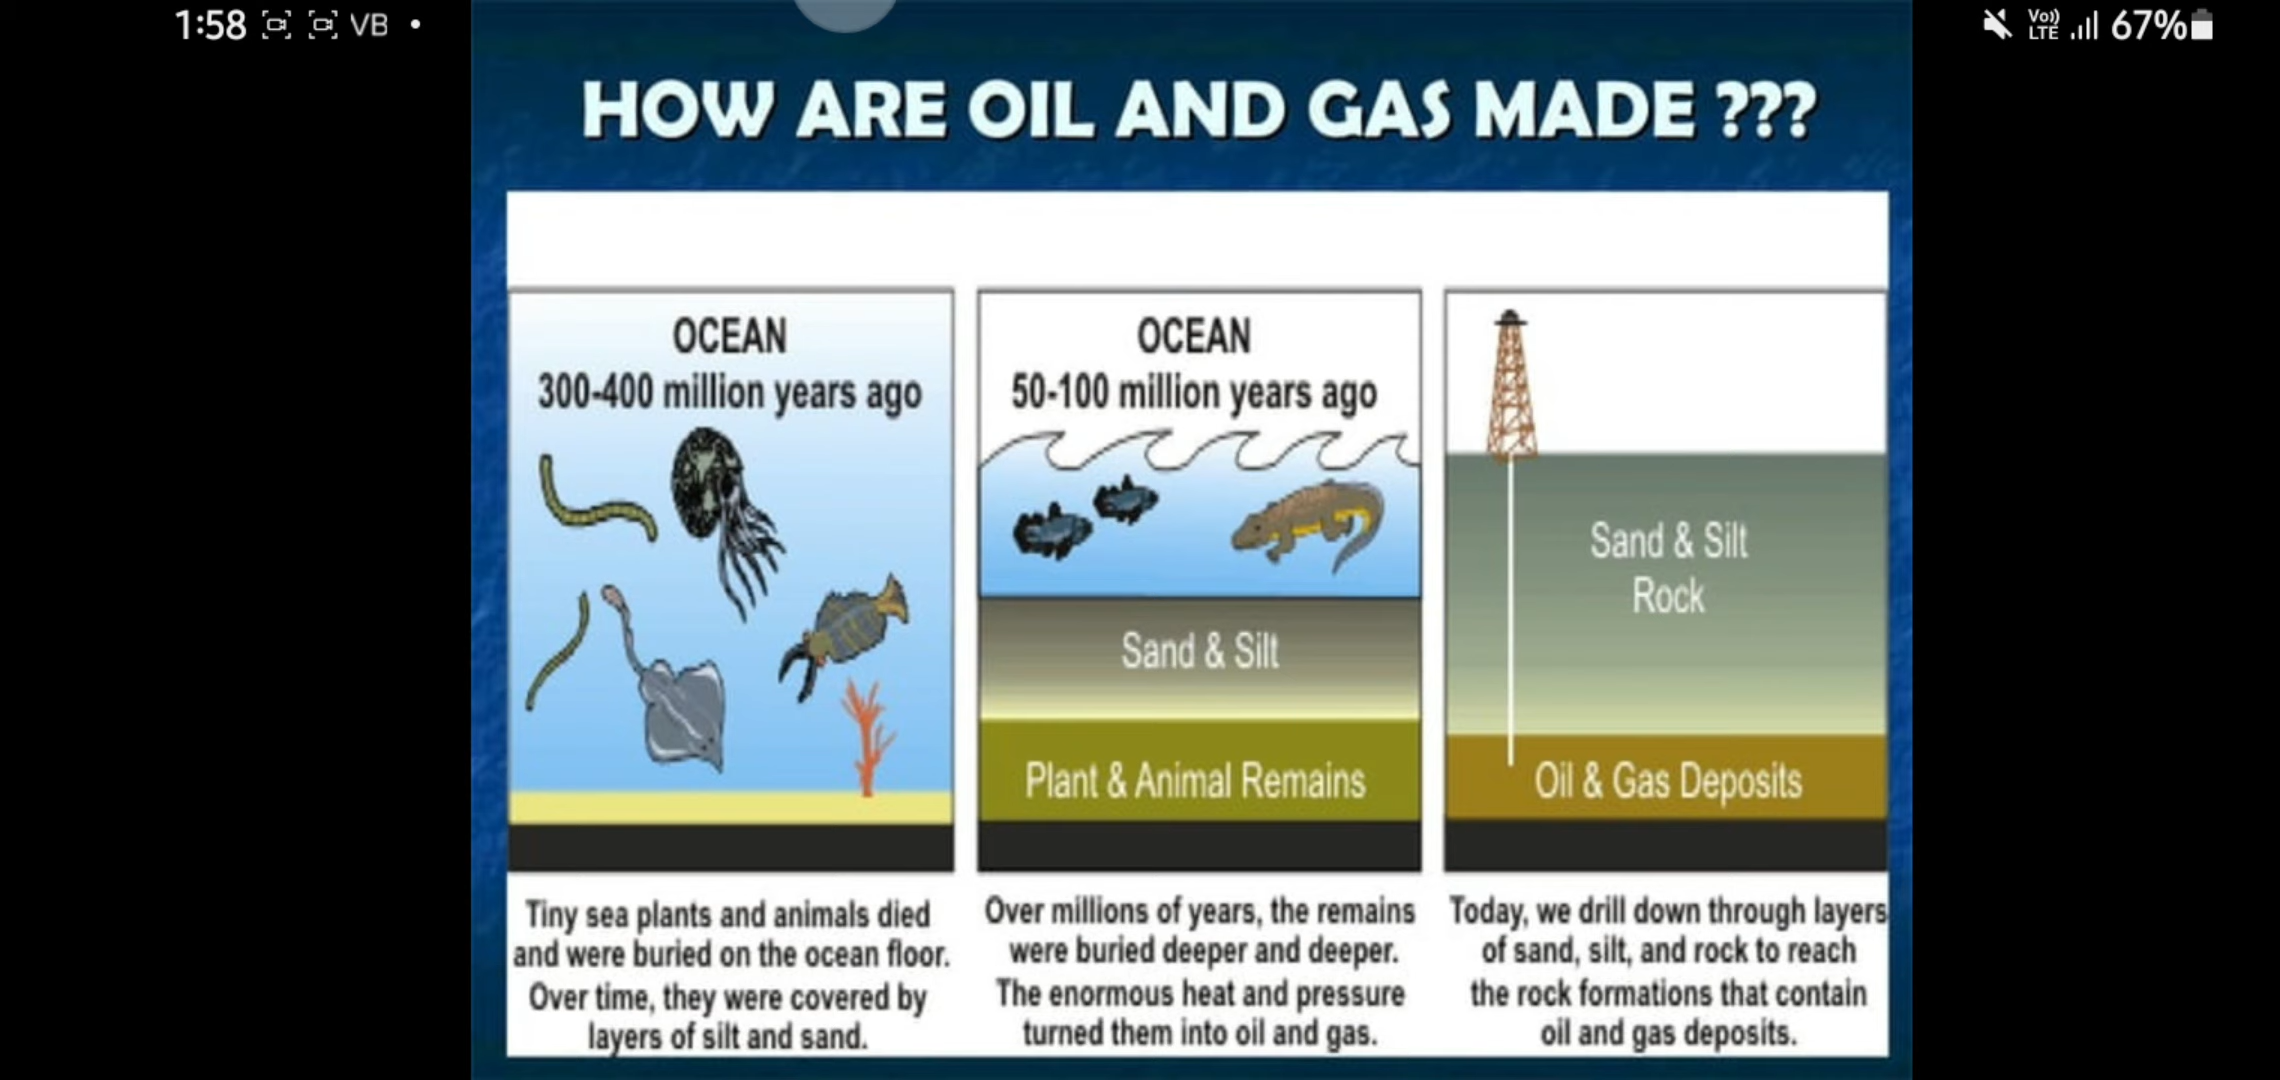 1:58 VB
Vo)) LTE 67%
HOW ARE OIL AND GAS MADE ???
OCEAN
300-400 million years ago
Tiny sea plants and animals died
and were buried on the ocean floor.
Over time, they were covered by
layers of silt and sand.
OCEAN
50-100 million years ago
Sand & Silt
Plant & Animal Remains
Over millions of years, the remains
were buried deeper and deeper.
The enormous heat and pressure
turned them into oil and gas.
Sand & Silt
Rock
Oil & Gas Deposits
Today, we drill down through layers
of sand, silt, and rock to reach
the rock formations that contain
oil and gas deposits.